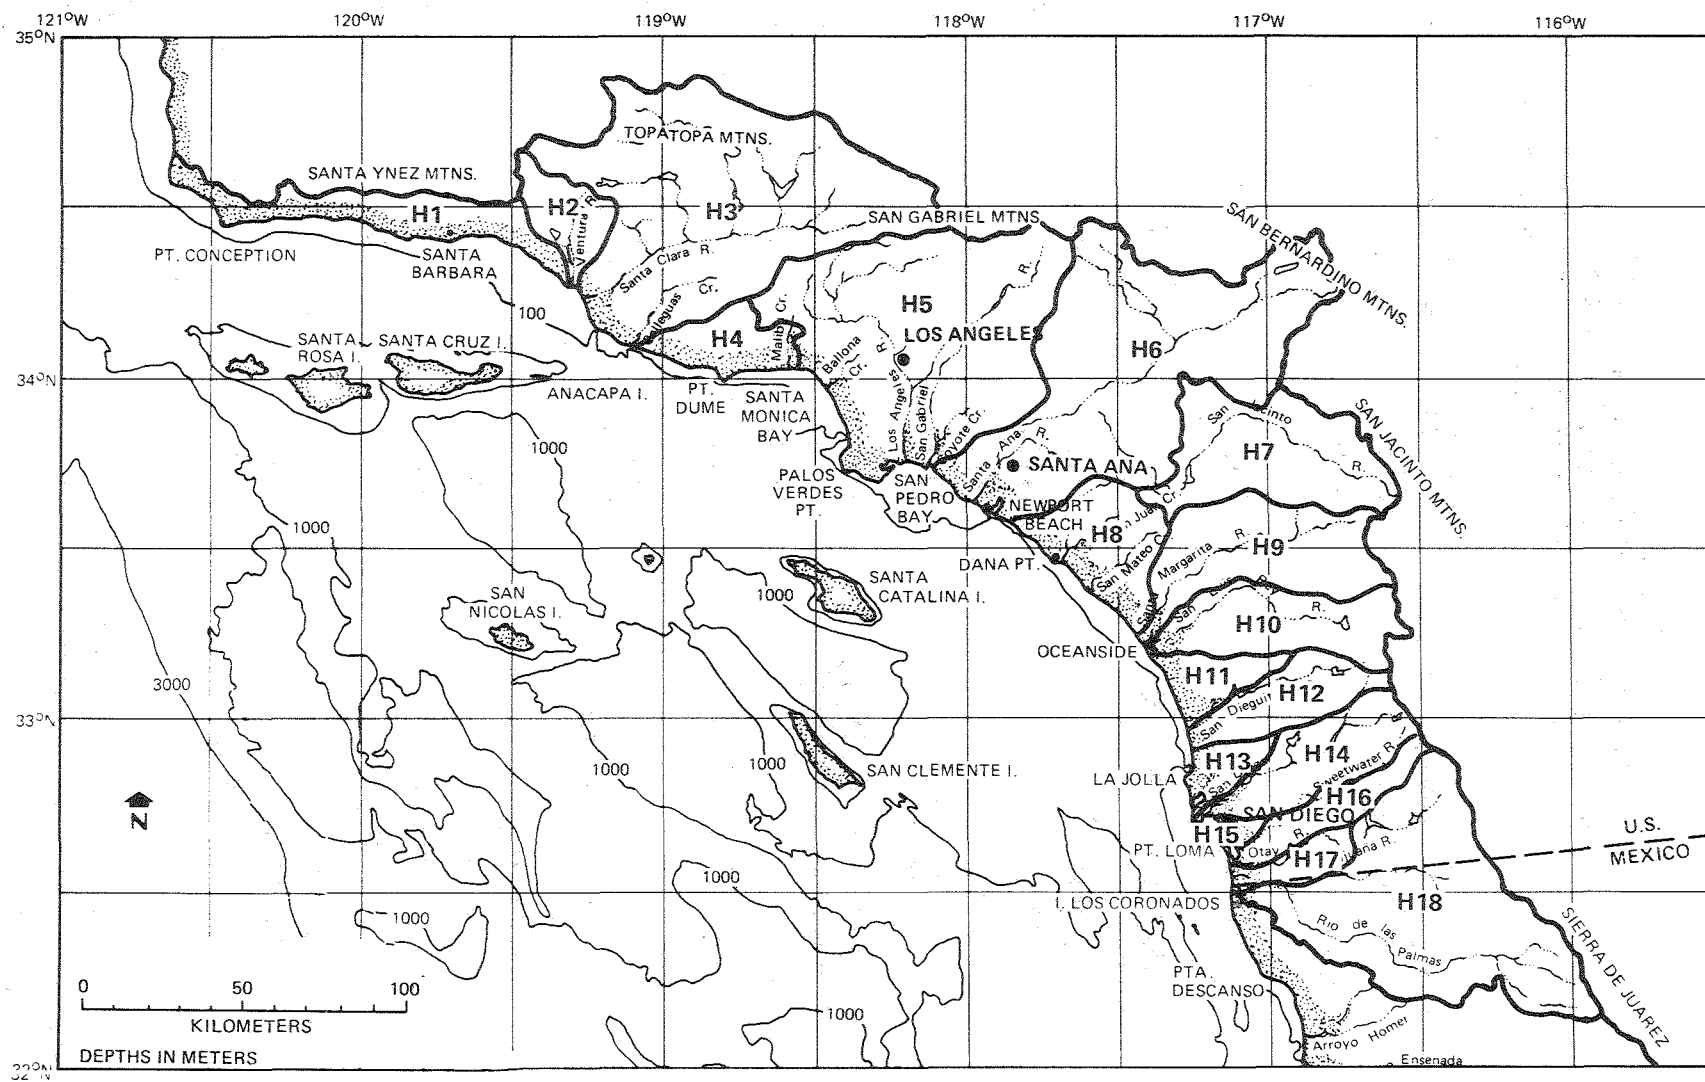 121°W
120°W
119°W
118°W
117°W
116°W
35°N
TOPATOPA MTNS.
SANTA YNEZ MTNS.
H1
H2
H3
Ventura R.
SAN GABRIEL MTNS.
SAN BERNARDINO MTNS.
PT. CONCEPTION
SANTA
BARBARA
Santa Clara R.
Cr.
100
H4
Malibu Cr.
H5
R.
LOS ANGELES
H6
SANTA
ROSA I.
SANTA CRUZ I.
Ballona
Cr.
R.
34°N
ANACAPA I.
PT.
DUME
SANTA
MONICA
BAY
Los Angeles
San Gabriel
Coyote Cr.
San Jacinto
R.
SAN JACINTO MTNS.
H7
1000
Santa Ana R.
SANTA ANA
PALOS
VERDES
PT.
SAN
PEDRO
BAY
NEWPORT
BEACH
Cr.
1000
H8
San Mateo C.
Margarita R.
H9
DANA PT.
SANTA
CATALINA I.
1000
SAN
NICOLAS I.
San
R.
H10
OCEANSIDE
3000
H11
H12
33°N
1000
1000
SAN CLEMENTE I.
LA JOLLA
H13
H14
Sweetwater R.
H16
SAN DIEGO
N
H15
PT. LOMA
Otay R.
H17
R.
U.S.
MEXICO
1000
1000
I. LOS CORONADOS
H18
Rio de las
Palmas
SIERRA DE JUAREZ
PTA.
DESCANSO
0
50
100
KILOMETERS
1000
Arroyo Homer
DEPTHS IN METERS
Ensenada
32°N